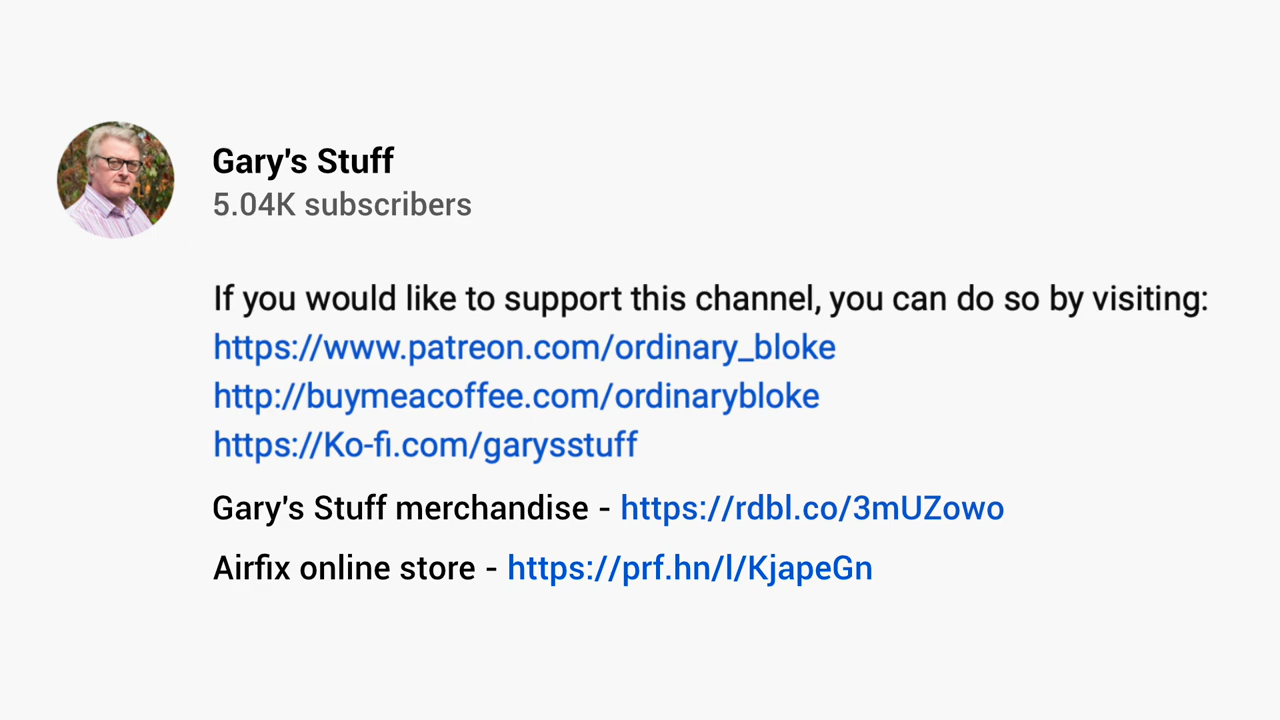 Gary's Stuff
5.04K subscribers
If you would like to support this channel, you can do so by visiting:
https://www.patreon.com/ordinary_bloke
http://buymeacoffee.com/ordinarybloke
https://Ko-fi.com/garysstuff
Gary's Stuff merchandise - https://rdbl.co/3mUZowo
Airfix online store - https://prf.hn/l/KjapeGn